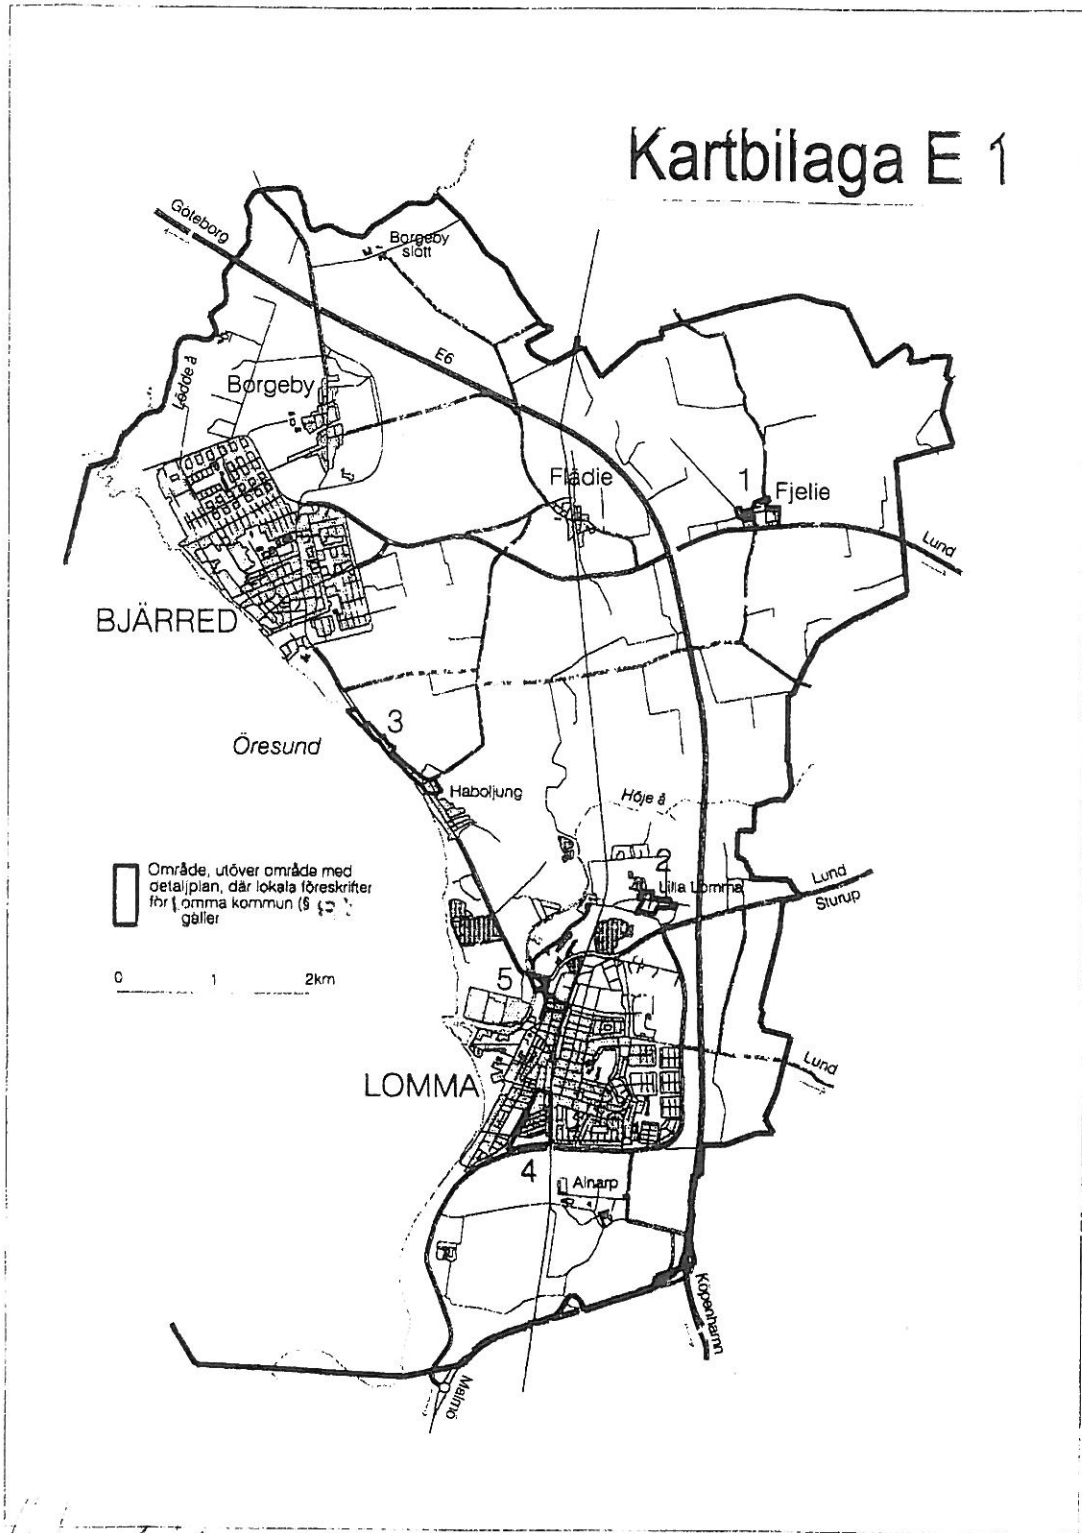 Kartbilaga E 1
Göteborg
Borgeby
slott
E6
Lödde å
Borgeby
Flädie
1
Fjelie
Lund
BJÄRRED
3
Öresund
Haboljung
Höje å
2
Lilla Lomma
Lund
Sturup
Område, utöver område med
detaljplan, där lokala föreskrifter
för Lomma kommun (§
gäller
0 1 2km
5
Lund
LOMMA
4
Alnarp
Köpenhamn
Malmö